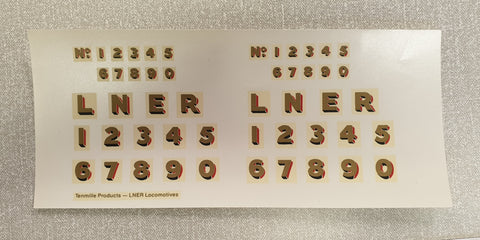 Nº 1 2 3 4 5 Nº 1 2 3 4 5
6 7 8 9 0 6 7 8 9 0
L N E R L N E R
1 2 3 4 5 1 2 3 4 5
6 7 8 9 0 6 7 8 9 0
Tenmille Products — LNER Locomotives